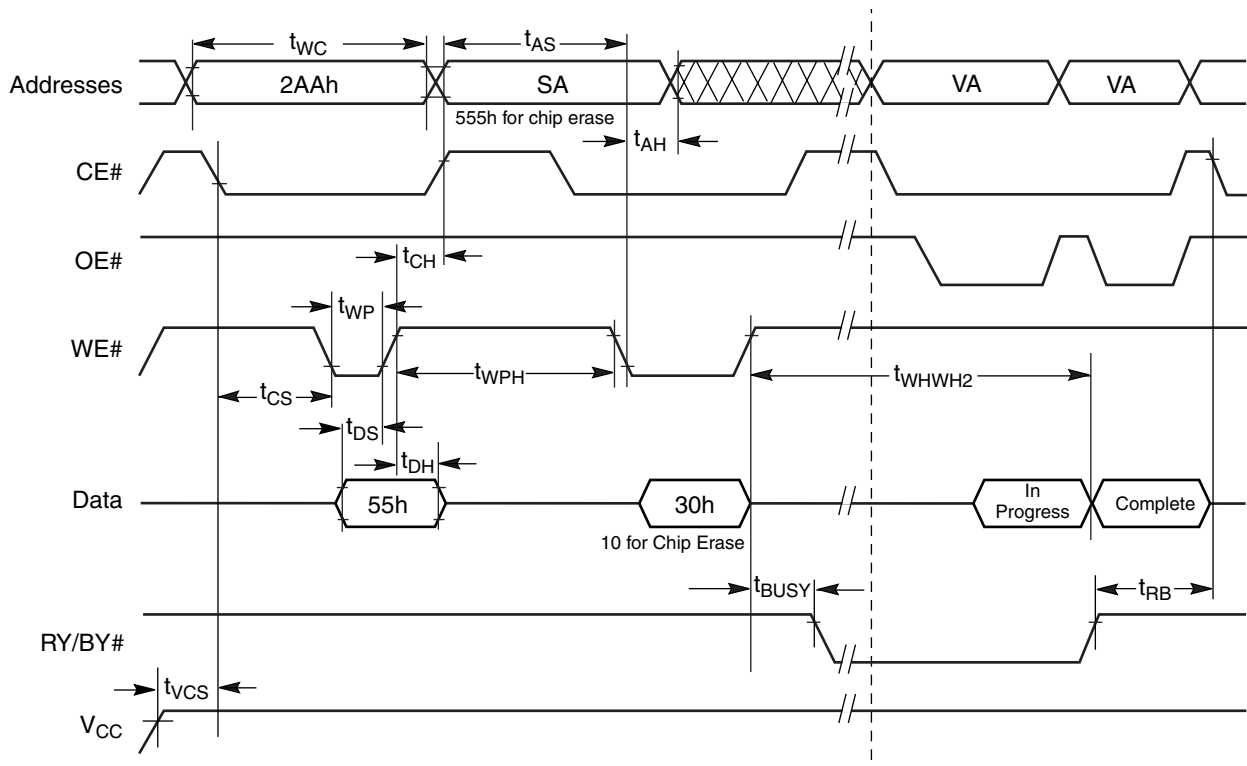 tWC
tAS
Addresses
2AAh
SA
VA
VA
555h for chip erase
tAH
CE#
OE#
tCH
tWP
WE#
tWPH
tWHWH2
tCS
tDS
tDH
Data
55h
30h
In
Progress
Complete
10 for Chip Erase
tBUSY
tRB
RY/BY#
tVCS
VCC